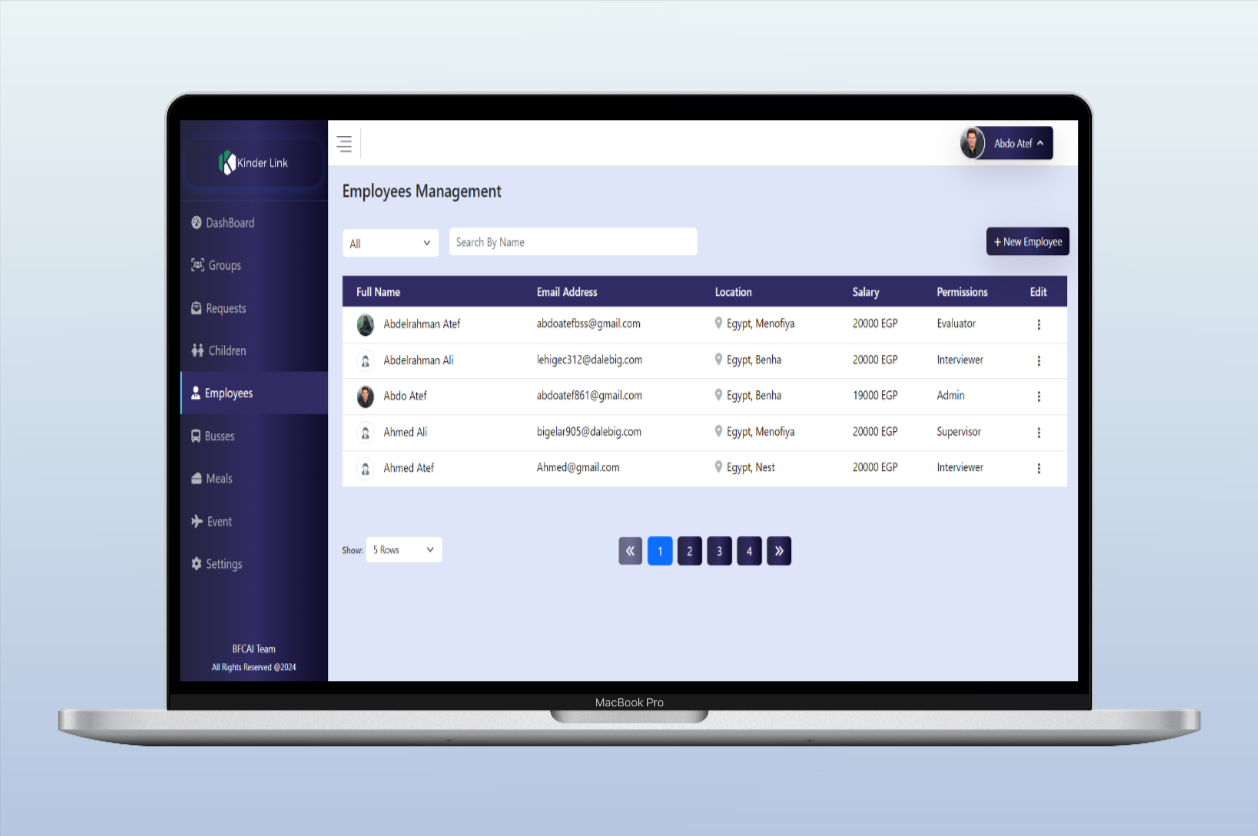 Kinder Link
DashBoard
Groups
Requests
Children
Employees
Busses
Meals
Event
Settings
BFCAI Team
All Rights Reserved @2024
Abdo Atef
Employees Management
All
Search By Name
+ New Employee
Full Name Email Address Location Salary Permissions Edit
Abdelrahman Atef abdoatefbss@gmail.com Egypt, Menofiya 20000 EGP Evaluator
Abdelrahman Ali lehigec312@dalebig.com Egypt, Benha 20000 EGP Interviewer
Abdo Atef abdoatef861@gmail.com Egypt, Benha 19000 EGP Admin
Ahmed Ali bigelar905@dalebig.com Egypt, Menofiya 20000 EGP Supervisor
Ahmed Atef Ahmed@gmail.com Egypt, Nest 20000 EGP Interviewer
Show: 5 Rows « 1 2 3 4 »
MacBook Pro